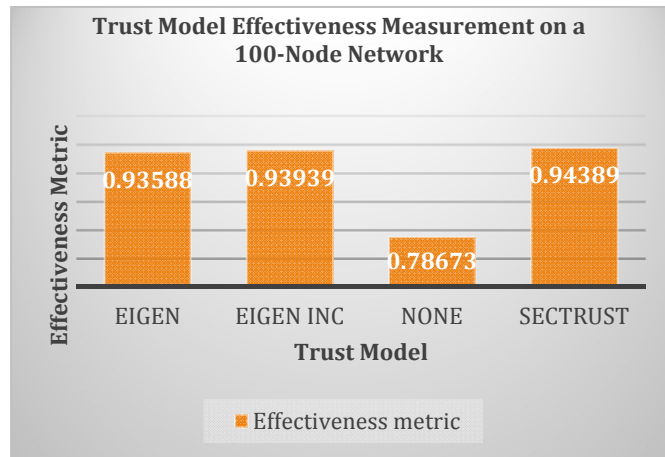 Trust Model Effectiveness Measurement on a
100-Node Network
Effectiveness Metric
0.93588
0.93939
0.78673
0.94389
EIGEN
EIGEN INC
NONE
SECTRUST
Trust Model
Effectiveness metric